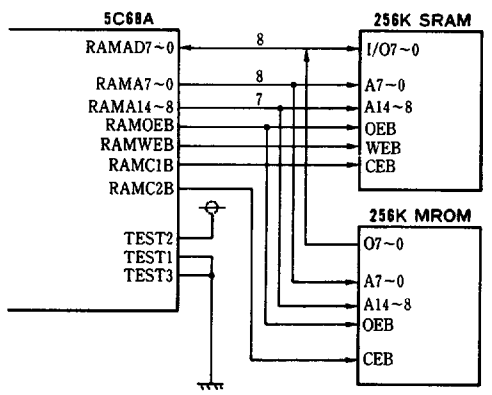 5C68A
256K SRAM
RAMAD7~0
8
I/O7~0
RAMA7~0
8
A7~0
RAMA14~8
7
A14~8
RAMOEB
OEB
RAMWEB
WEB
RAMC1B
CEB
RAMC2B
256K MROM
TEST2
O7~0
TEST1
TEST3
A7~0
A14~8
OEB
CEB